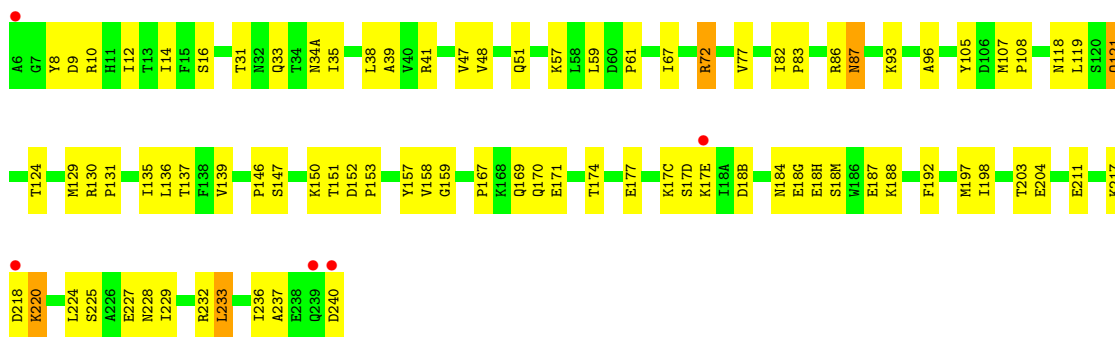 A6 G7 Y8 D9 R10 H11 I12 T13 I14 F15 S16 T31 N32 Q33 T34 N34A I35 L38 A39 V40 R41 V47 V48 Q51 K57 L58 L59 D60 P61 I67 R72 V77 I82 P83 R86 N87 K93 A96 Y105 D106 M107 P108 N118 L119 S120
T124 M129 R130 P131 I135 L136 T137 F138 V139 P146 S147 K150 T151 D152 P153 Y157 V158 G159 P167 K168 Q169 Q170 E171 T174 E177 K17C S17D K17E I18A D18B N184 E18G E18H S18M W186 E187 K188 F192 M197 I198 T203 E204 E211 K217
D218 K220 L224 S225 A226 E227 N228 I229 R232 L233 I236 A237 E238 Q239 D240